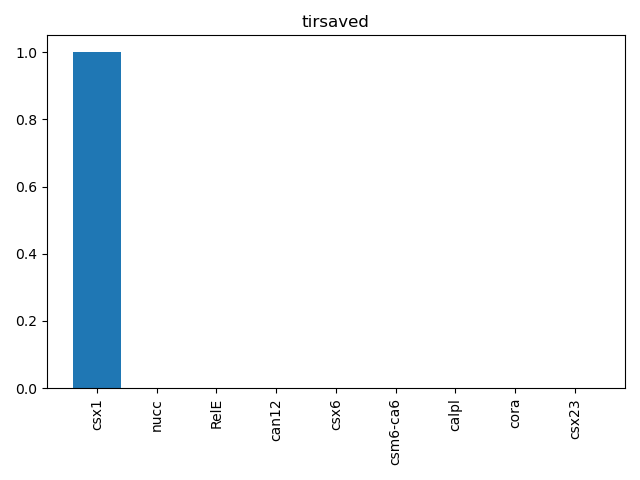 tirsaved
1.0
0.8
0.6
0.4
0.2
0.0
csx1
nucc
RelE
can12
csx6
csm6-ca6
calpl
cora
csx23